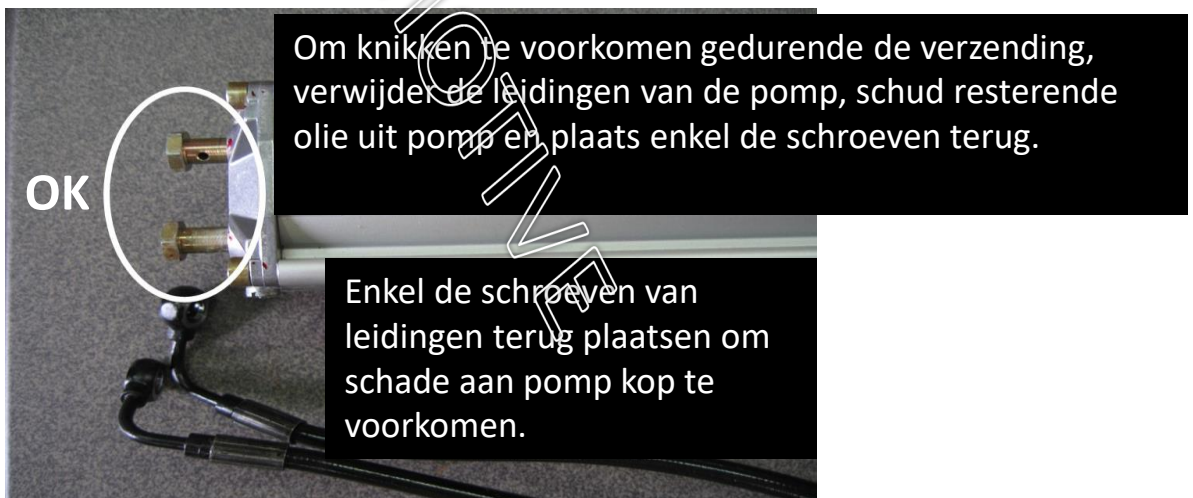 Om knikken te voorkomen gedurende de verzending,
verwijder de leidingen van de pomp, schud resterende
olie uit pomp en plaats enkel de schroeven terug.
OK
Enkel de schroeven van
leidingen terug plaatsen om
schade aan pomp kop te
voorkomen.